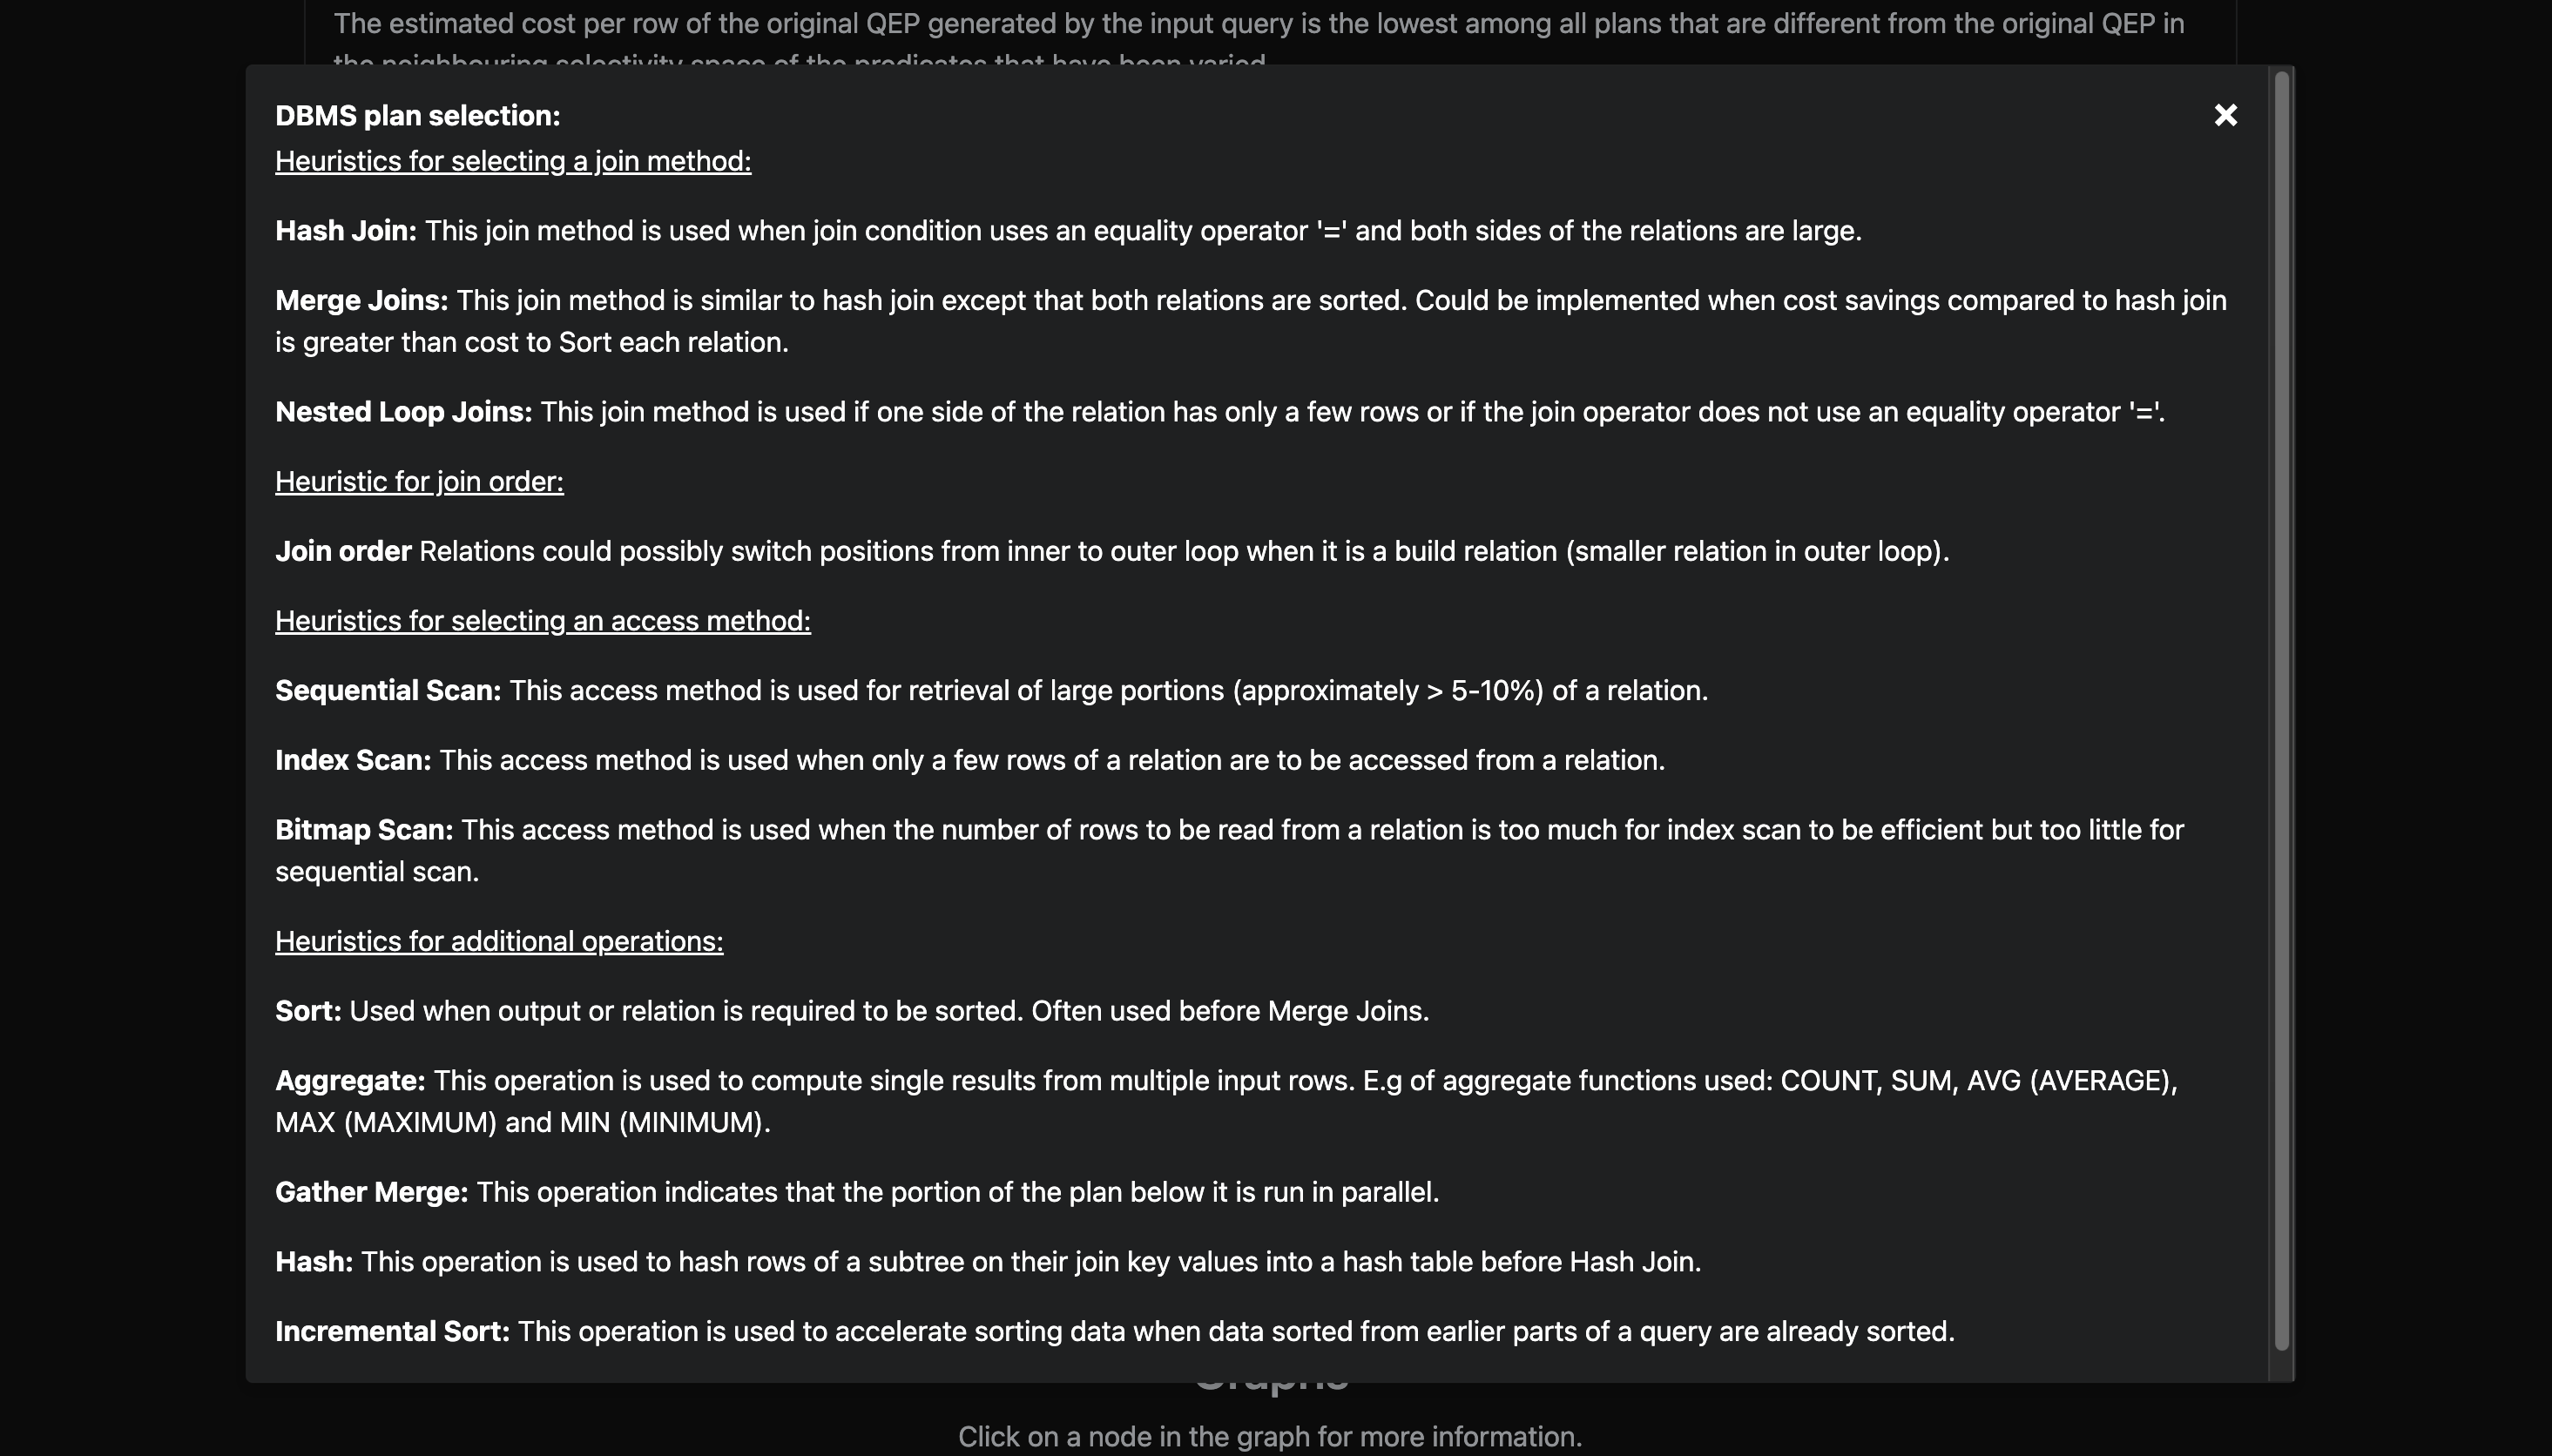 The estimated cost per row of the original QEP generated by the input query is the lowest among all plans that are different from the original QEP in
the neighbouring selectivity space of the predicates that have been varied.
DBMS plan selection:
Heuristics for selecting a join method:
Hash Join: This join method is used when join condition uses an equality operator '=' and both sides of the relations are large.
Merge Joins: This join method is similar to hash join except that both relations are sorted. Could be implemented when cost savings compared to hash join
is greater than cost to Sort each relation.
Nested Loop Joins: This join method is used if one side of the relation has only a few rows or if the join operator does not use an equality operator '='.
Heuristic for join order:
Join order Relations could possibly switch positions from inner to outer loop when it is a build relation (smaller relation in outer loop).
Heuristics for selecting an access method:
Sequential Scan: This access method is used for retrieval of large portions (approximately > 5-10%) of a relation.
Index Scan: This access method is used when only a few rows of a relation are to be accessed from a relation.
Bitmap Scan: This access method is used when the number of rows to be read from a relation is too much for index scan to be efficient but too little for
sequential scan.
Heuristics for additional operations:
Sort: Used when output or relation is required to be sorted. Often used before Merge Joins.
Aggregate: This operation is used to compute single results from multiple input rows. E.g of aggregate functions used: COUNT, SUM, AVG (AVERAGE),
MAX (MAXIMUM) and MIN (MINIMUM).
Gather Merge: This operation indicates that the portion of the plan below it is run in parallel.
Hash: This operation is used to hash rows of a subtree on their join key values into a hash table before Hash Join.
Incremental Sort: This operation is used to accelerate sorting data when data sorted from earlier parts of a query are already sorted.
Graphs
Click on a node in the graph for more information.